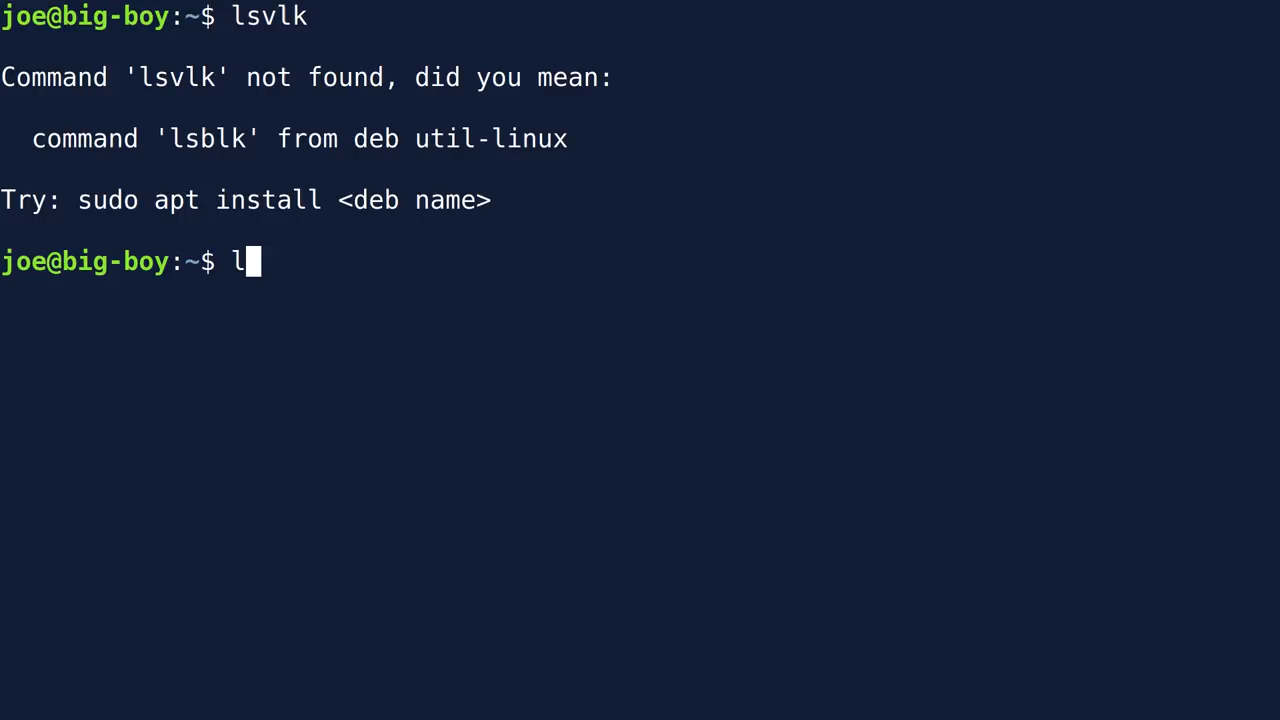 joe@big-boy:~$ lsvlk
Command 'lsvlk' not found, did you mean:
  command 'lsblk' from deb util-linux
Try: sudo apt install <deb name>
joe@big-boy:~$ l